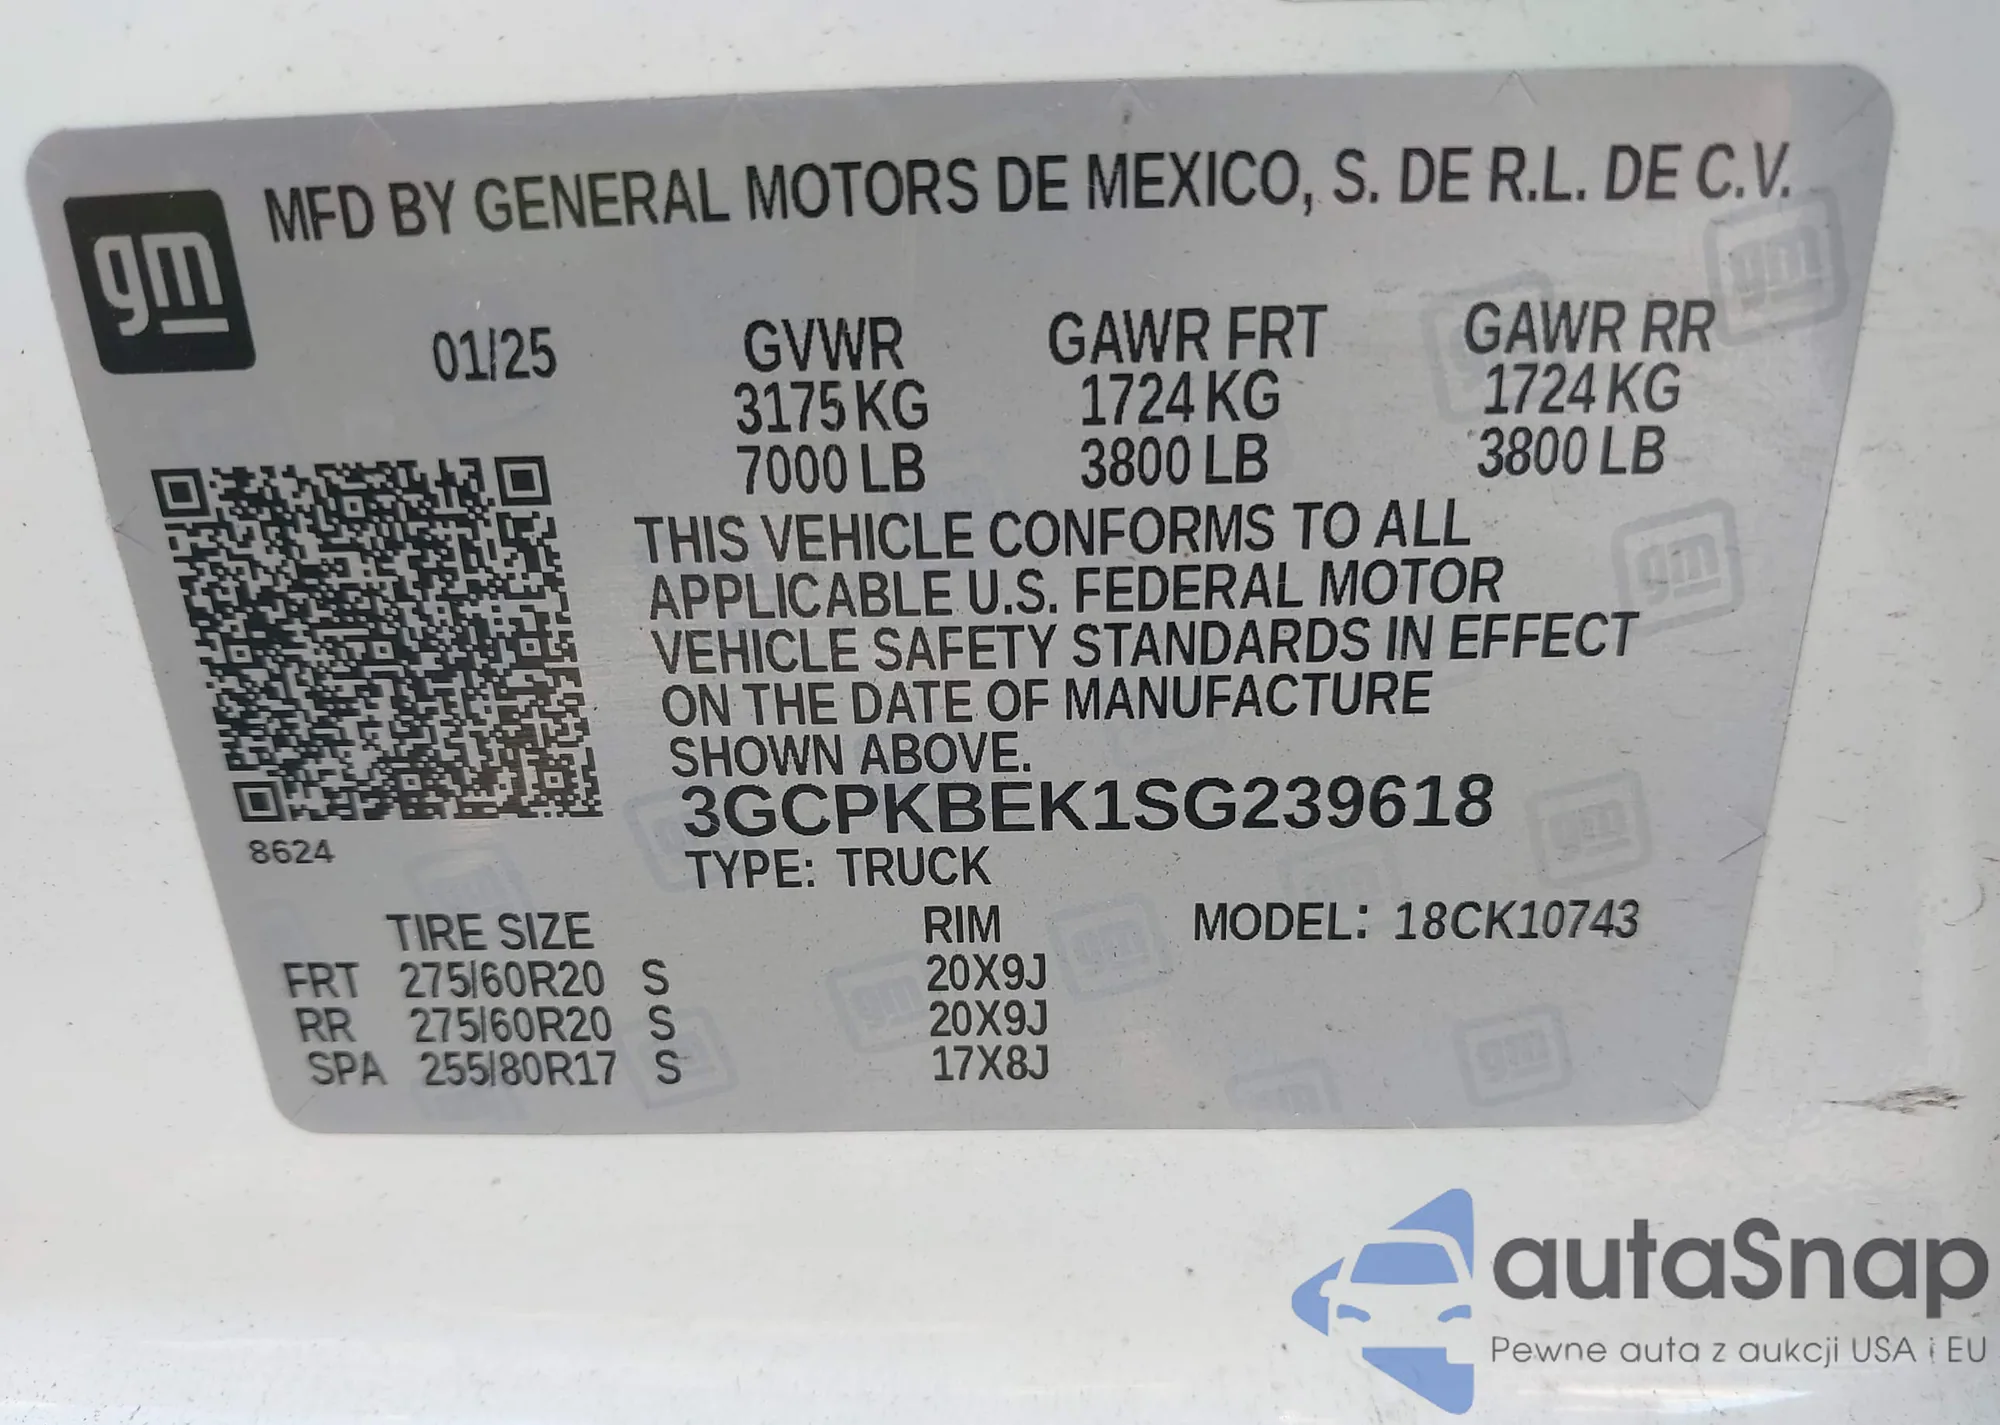 gm
MFD BY GENERAL MOTORS DE MEXICO, S. DE R.L. DE C.V.
01/25 GVWR GAWR FRT GAWR RR
3175 KG 1724 KG 1724 KG
7000 LB 3800 LB 3800 LB
THIS VEHICLE CONFORMS TO ALL
APPLICABLE U.S. FEDERAL MOTOR
VEHICLE SAFETY STANDARDS IN EFFECT
ON THE DATE OF MANUFACTURE
SHOWN ABOVE.
3GCPKBEK1SG239618
8624
TYPE: TRUCK
TIRE SIZE RIM MODEL: 18CK10743
FRT 275/60R20 S 20X9J
RR 275/60R20 S 20X9J
SPA 255/80R17 S 17X8J
autaSnap
Pewne auta z aukcji USA i EU